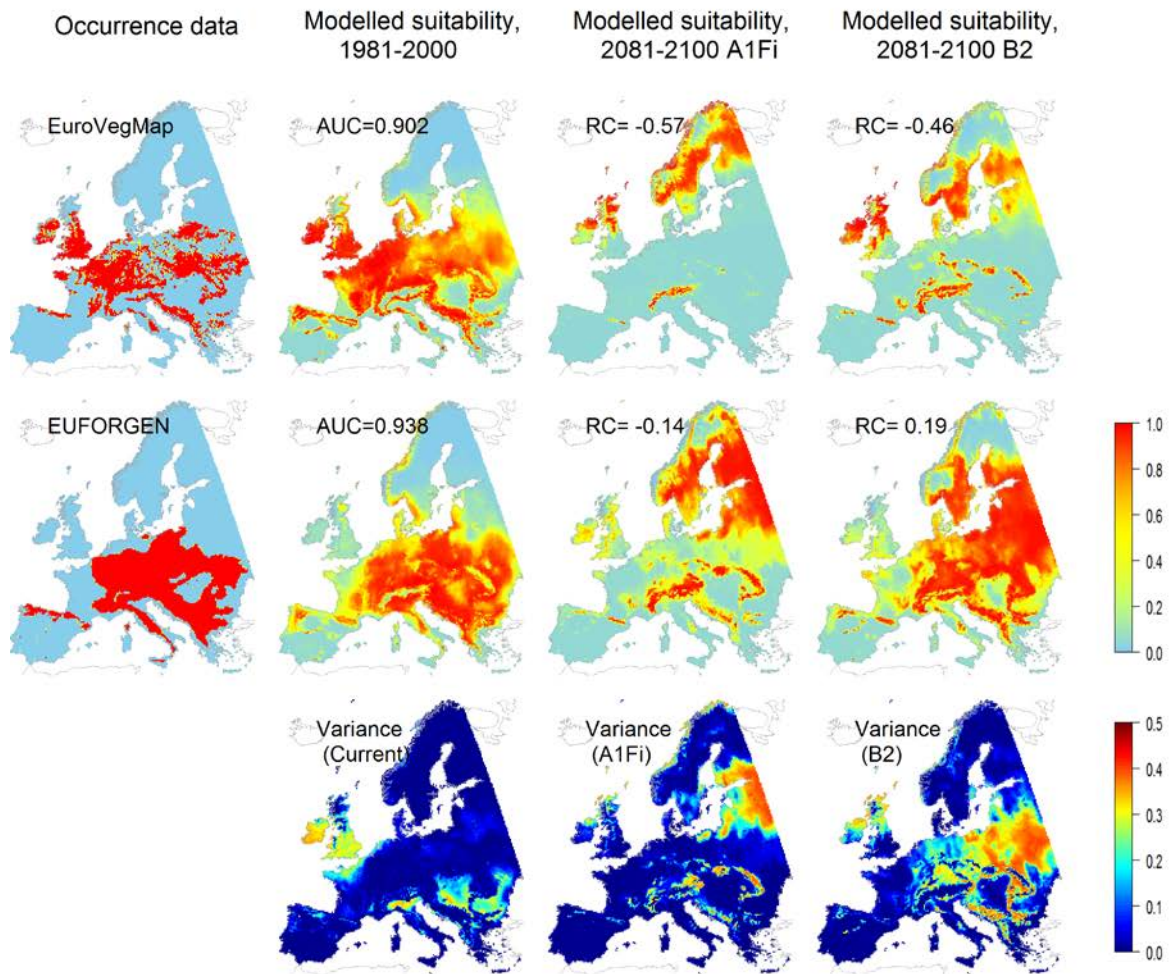 Occurrence data
Modelled suitability,
1981-2000
Modelled suitability,
2081-2100 A1Fi
Modelled suitability,
2081-2100 B2
EuroVegMap
AUC=0.902
RC= -0.57
RC= -0.46
EUFORGEN
AUC=0.938
RC= -0.14
RC= 0.19
1.0
0.8
0.6
0.4
0.2
0.0
Variance
(Current)
Variance
(A1Fi)
Variance
(B2)
0.5
0.4
0.3
0.2
0.1
0.0